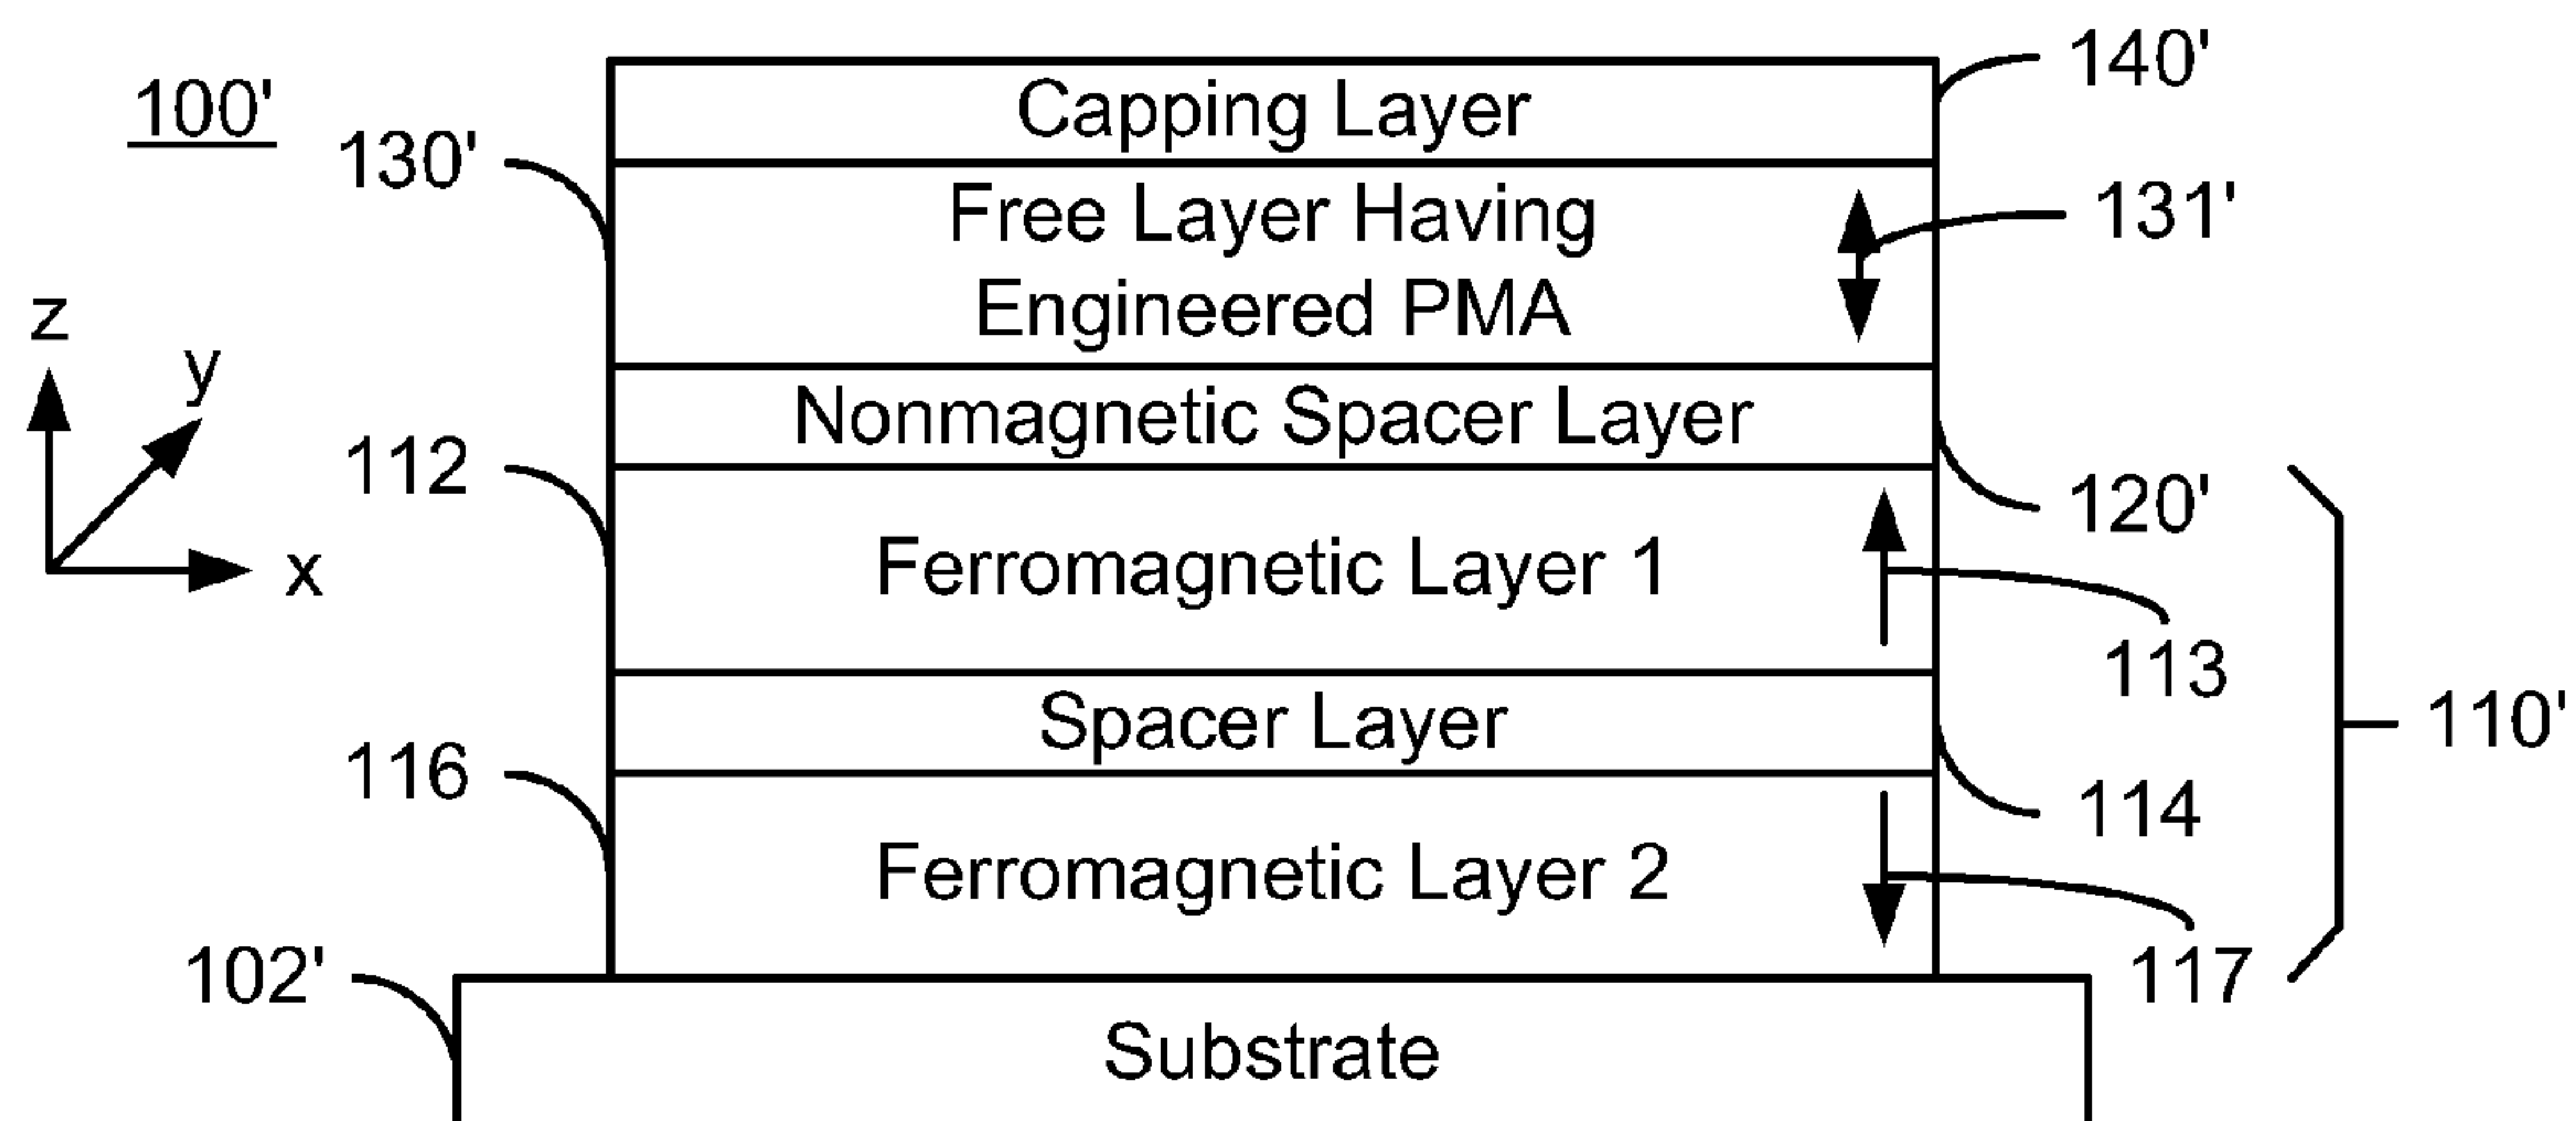 100'
140'
Capping Layer
130'
Free Layer Having
Engineered PMA
131'
z
y
x
Nonmagnetic Spacer Layer
112
120'
Ferromagnetic Layer 1
113
Spacer Layer
110'
116
114
Ferromagnetic Layer 2
102'
117
Substrate